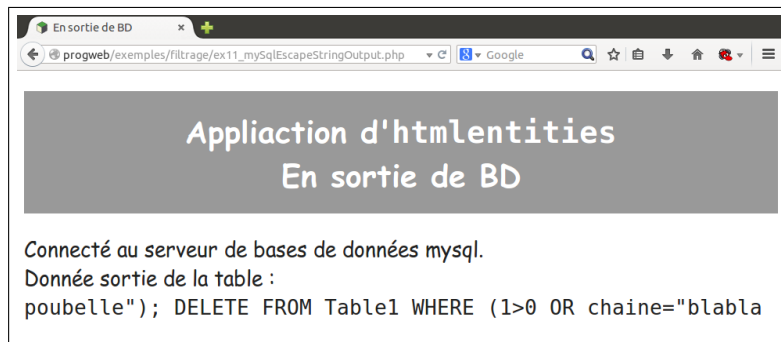 En sortie de BD
progweb/exemples/filtrage/ex11_mySqlEscapeStringOutput.php
Google
Appliaction d'htmlentities
En sortie de BD
Connecté au serveur de bases de données mysql.
Donnée sortie de la table :
poubelle"); DELETE FROM Table1 WHERE (1>0 OR chaine="blabla